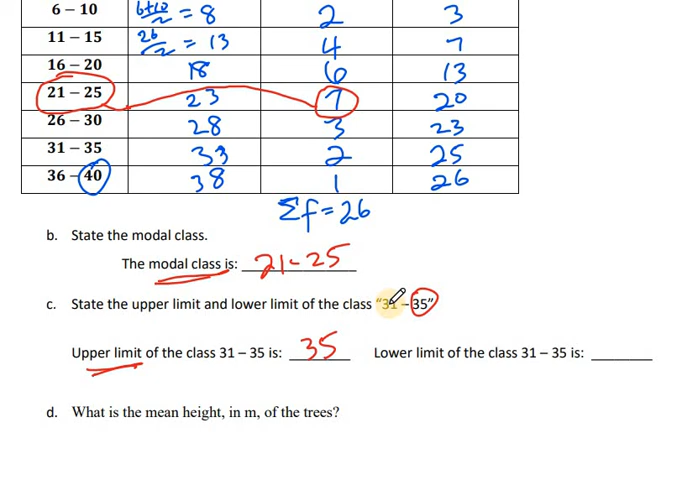 6 – 10 6+10/2 = 8 2 3
11 – 15 26/2 = 13 4 7
16 – 20 18 6 13
21 – 25 23 7 20
26 – 30 28 3 23
31 – 35 33 2 25
36 – 40 38 1 26
Σf = 26
b. State the modal class.
The modal class is: 21 - 25
c. State the upper limit and lower limit of the class "31 – 35"
Upper limit of the class 31 – 35 is: 35 Lower limit of the class 31 – 35 is: ______
d. What is the mean height, in m, of the trees?